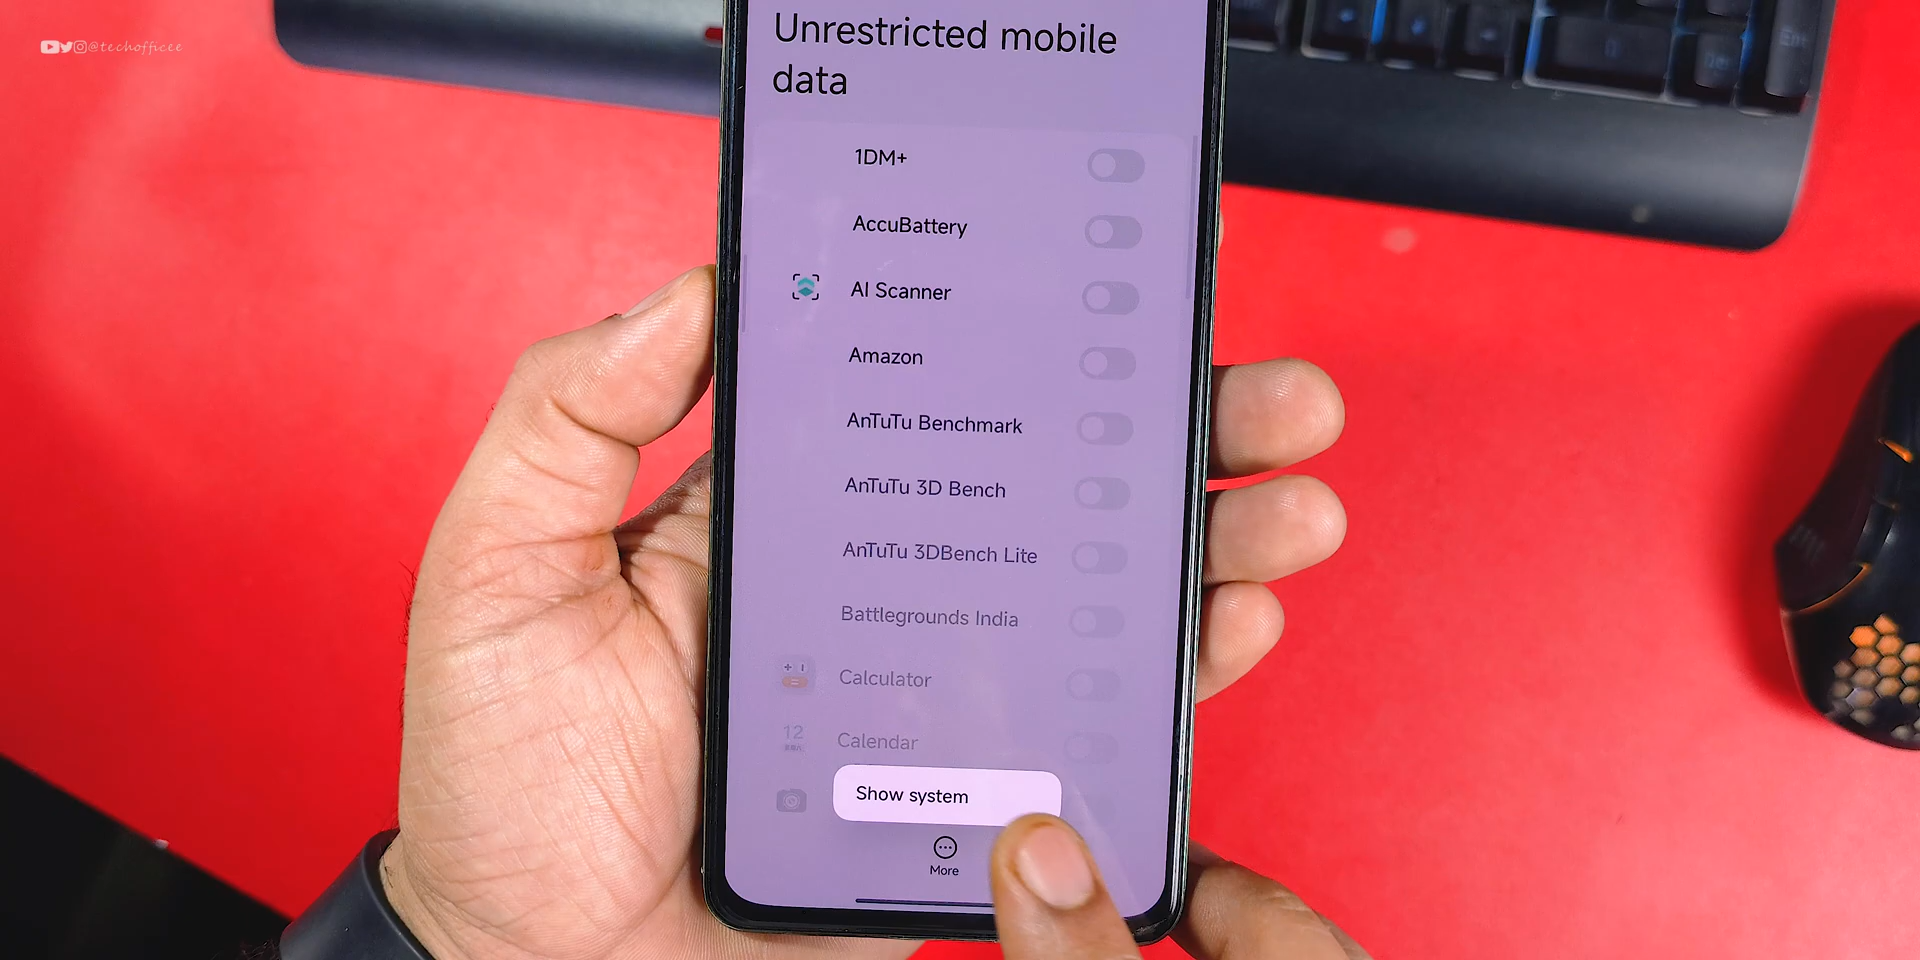 @techofficee
Unrestricted mobile
data
1DM+
AccuBattery
AI Scanner
Amazon
AnTuTu Benchmark
AnTuTu 3D Bench
AnTuTu 3DBench Lite
Battlegrounds India
Calculator
12
Calendar
Show system
More